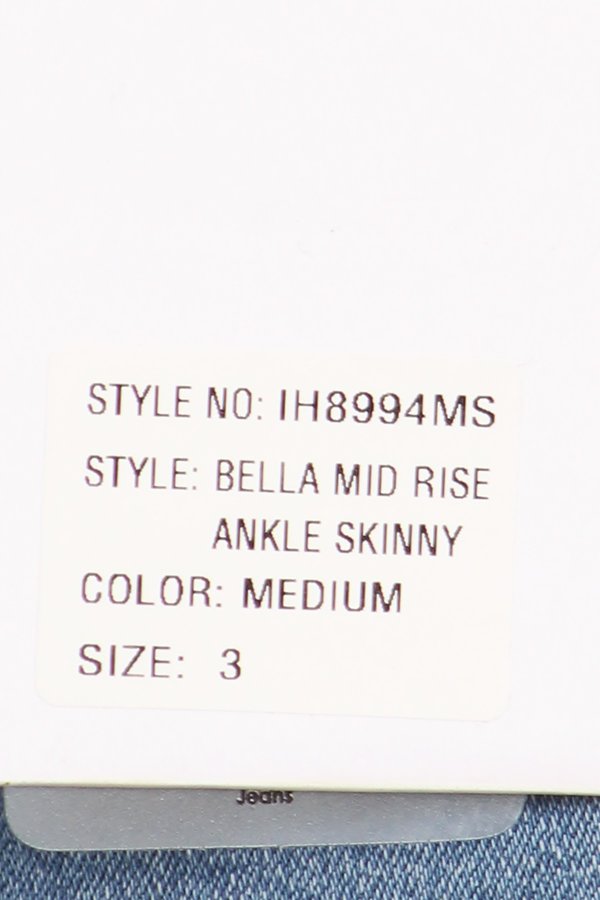 STYLE NO: IH8994MS
STYLE: BELLA MID RISE
ANKLE SKINNY
COLOR: MEDIUM
SIZE: 3
Jeans